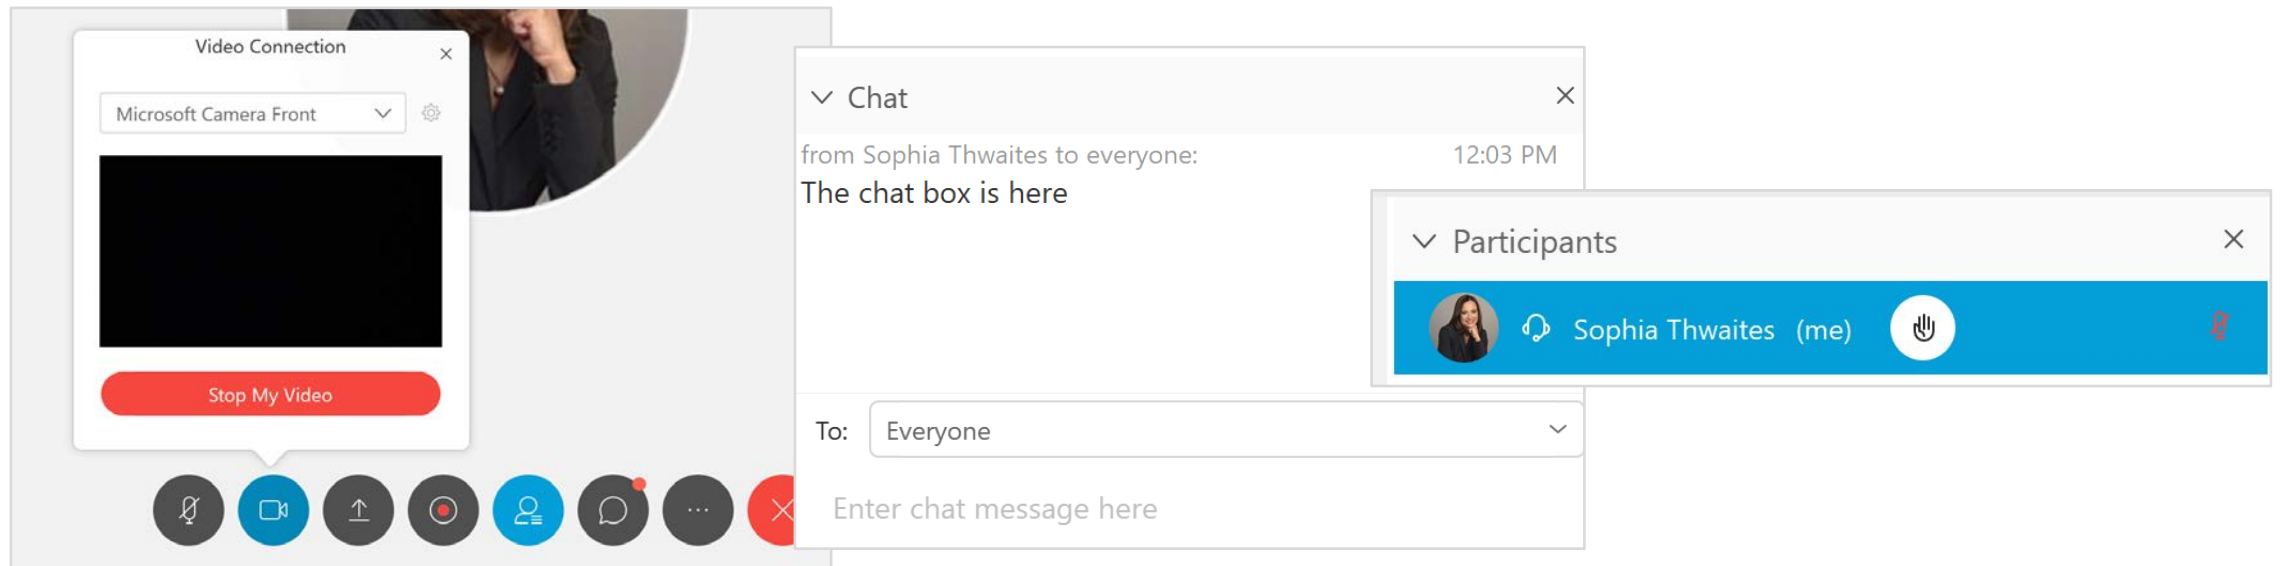 Video Connection
Microsoft Camera Front
Stop My Video
Chat
from Sophia Thwaites to everyone:
12:03 PM
The chat box is here
To:
Everyone
Enter chat message here
Participants
Sophia Thwaites (me)